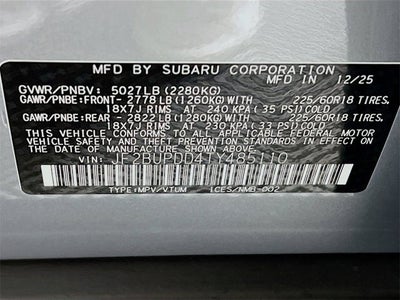 MFD BY SUBARU CORPORATION
MFD IN 12/25
GVWR/PNBV: 5027LB (2280KG)
GAWR/PNBE:FRONT- 2778LB (1260KG)WITH 225/60R18 TIRES.
18X7J RIMS AT 240 KPA( 35 PSI)COLD
GAWR/PNBE:REAR - 2822LB (1280KG)WITH 225/60R18 TIRES.
18X7J RIMS AT 230 KPA( 33 PSI)COLD
THIS VEHICLE CONFORMS TO ALL APPLICABLE FEDERAL MOTOR
VEHICLE SAFETY, BUMPER, AND THEFT PREVENTION STANDARDS IN
EFFECT ON THE DATE OF MANUFACTURE SHOWN ABOVE.
VIN: JF2BUPDD4TY485110
TYPE:MPV/VTUM ICES/NMB-002